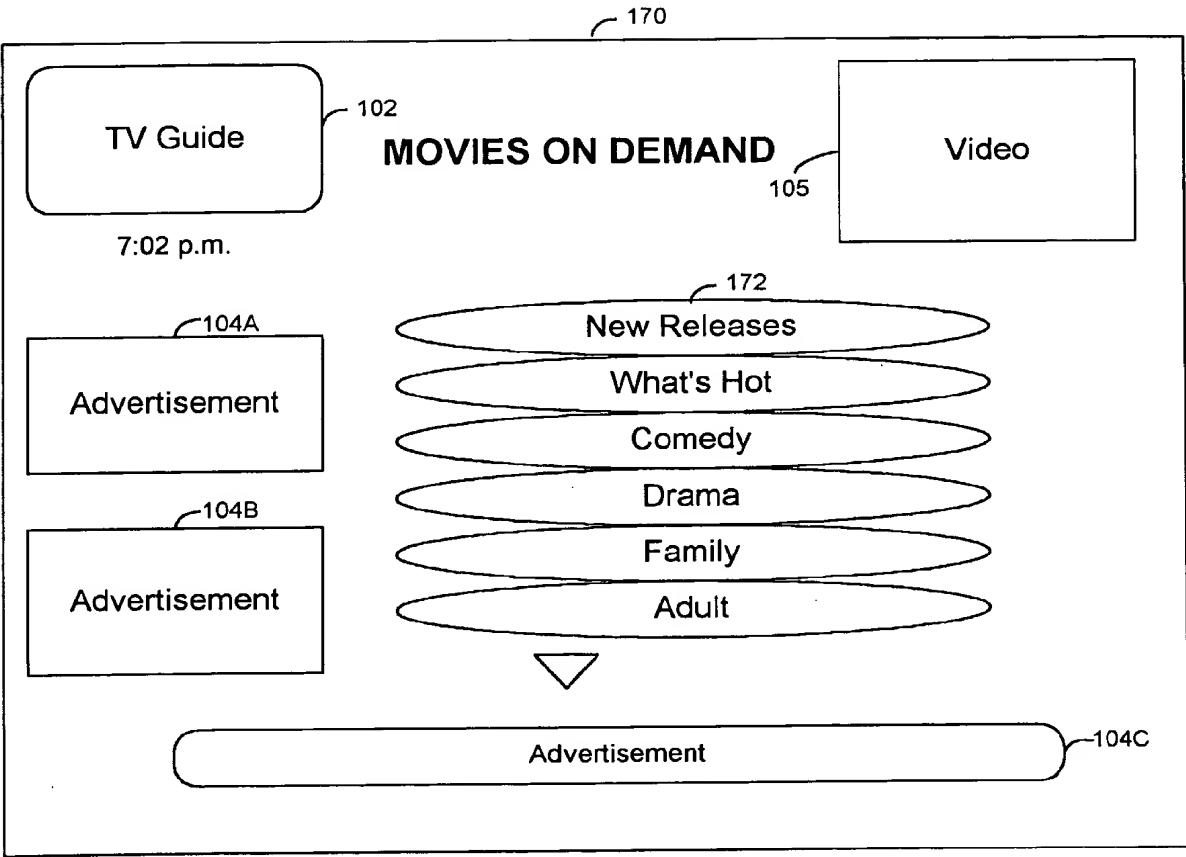 170
TV Guide
102
MOVIES ON DEMAND
Video
105
7:02 p.m.
172
New Releases
104A
What's Hot
Advertisement
Comedy
Drama
104B
Family
Advertisement
Adult
Advertisement
104C